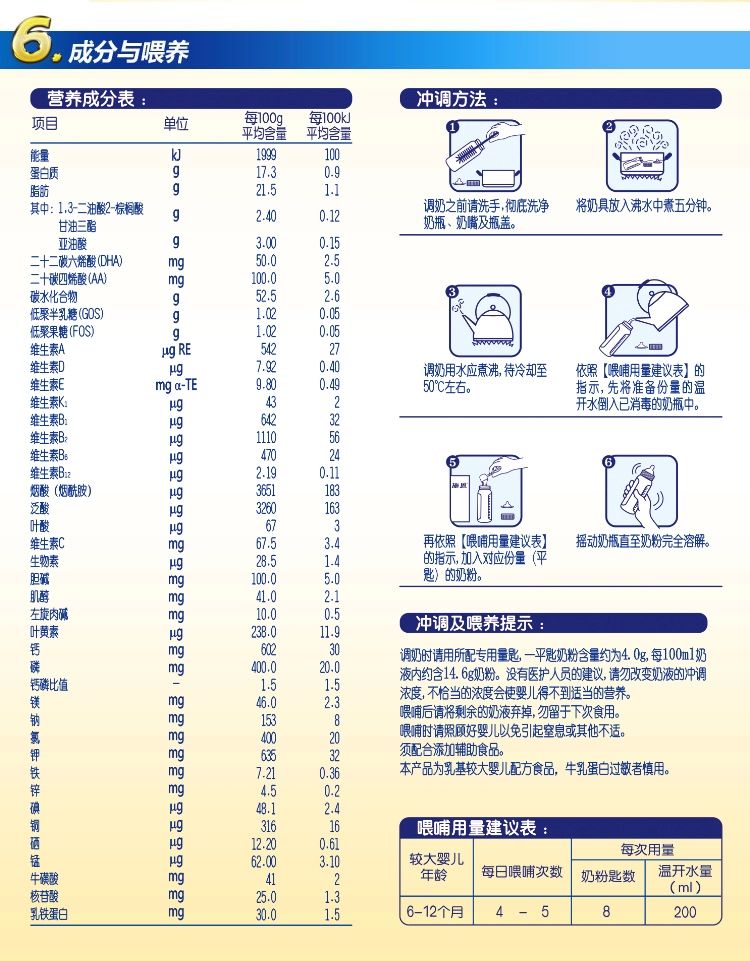 6. 成分与喂养
营养成分表：
项目 单位 每100g平均含量 每100kJ平均含量
能量 kJ 1999 100
蛋白质 g 17.3 0.9
脂肪 g 21.5 1.1
其中：1,3-二油酸2-棕榈酸
甘油三酯 g 2.40 0.12
亚油酸 g 3.00 0.15
二十二碳六烯酸(DHA) mg 50.0 2.5
二十碳四烯酸(AA) mg 100.0 5.0
碳水化合物 g 52.5 2.6
低聚半乳糖(GOS) g 1.02 0.05
低聚果糖(FOS) g 1.02 0.05
维生素A μg RE 542 27
维生素D μg 7.92 0.40
维生素E mg α-TE 9.80 0.49
维生素K₁ μg 43 2
维生素B₁ μg 642 32
维生素B₂ μg 1110 56
维生素B₆ μg 470 24
维生素B₁₂ μg 2.19 0.11
烟酸（烟酰胺） μg 3651 183
泛酸 μg 3260 163
叶酸 μg 67 3
维生素C mg 67.5 3.4
生物素 μg 28.5 1.4
胆碱 mg 100.0 5.0
肌醇 mg 41.0 2.1
左旋肉碱 mg 10.0 0.5
叶黄素 μg 238.0 11.9
钙 mg 602 30
磷 mg 400.0 20.0
钙磷比值 - 1.5 1.5
镁 mg 46.0 2.3
钠 mg 153 8
氯 mg 400 20
钾 mg 635 32
铁 mg 7.21 0.36
锌 mg 4.5 0.2
碘 μg 48.1 2.4
铜 μg 316 16
硒 μg 12.20 0.61
锰 μg 62.00 3.10
牛磺酸 mg 41 2
核苷酸 mg 25.0 1.3
乳铁蛋白 mg 30.0 1.5
冲调方法：
1
调奶之前请洗手,彻底洗净
奶瓶、奶嘴及瓶盖。
2
将奶具放入沸水中煮五分钟。
3
调奶用水应煮沸,待冷却至
50℃左右。
4
依照【喂哺用量建议表】的
指示,先将准备份量的温
开水倒入已消毒的奶瓶中。
5
再依照【喂哺用量建议表】
的指示,加入对应份量（平
匙）的奶粉。
6
摇动奶瓶直至奶粉完全溶解。
冲调及喂养提示：
调奶时请用所配专用量匙,一平匙奶粉含量约为4.0g,每100ml奶
液内约含14.6g奶粉。没有医护人员的建议,请勿改变奶液的冲调
浓度,不恰当的浓度会使婴儿得不到适当的营养。
喂哺后请将剩余的奶液弃掉,勿留于下次食用。
喂哺时请照顾好婴儿以免引起窒息或其他不适。
须配合添加辅助食品。
本产品为乳基较大婴儿配方食品，牛乳蛋白过敏者慎用。
喂哺用量建议表：
较大婴儿年龄 每日喂哺次数 每次用量
奶粉匙数 温开水量（ml）
6-12个月 4 - 5 8 200